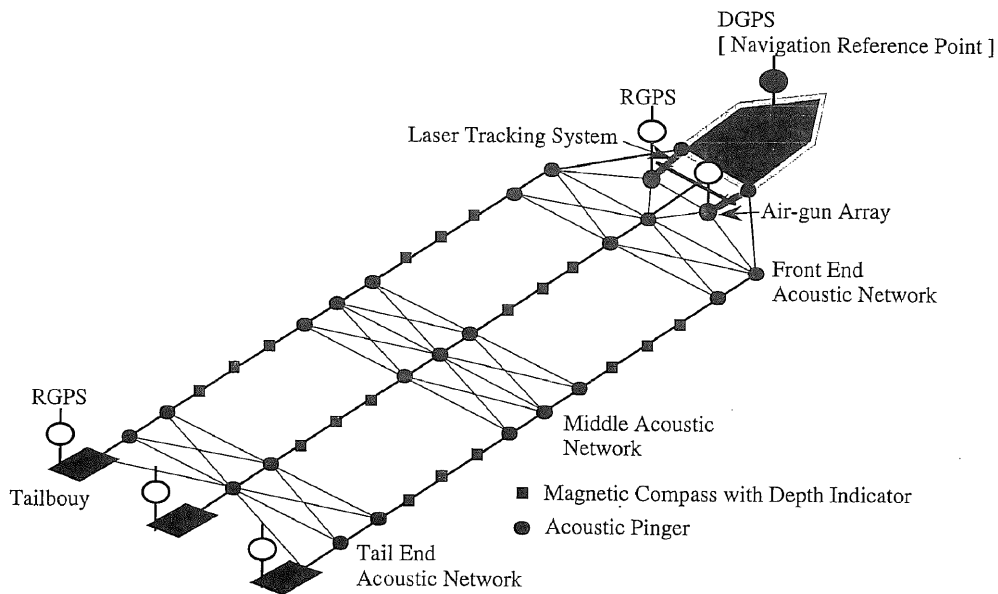 DGPS
[ Navigation Reference Point ]
RGPS
Laser Tracking System
Air-gun Array
Front End
Acoustic Network
RGPS
Middle Acoustic
Network
Tailbouy
Magnetic Compass with Depth Indicator
Acoustic Pinger
Tail End
Acoustic Network